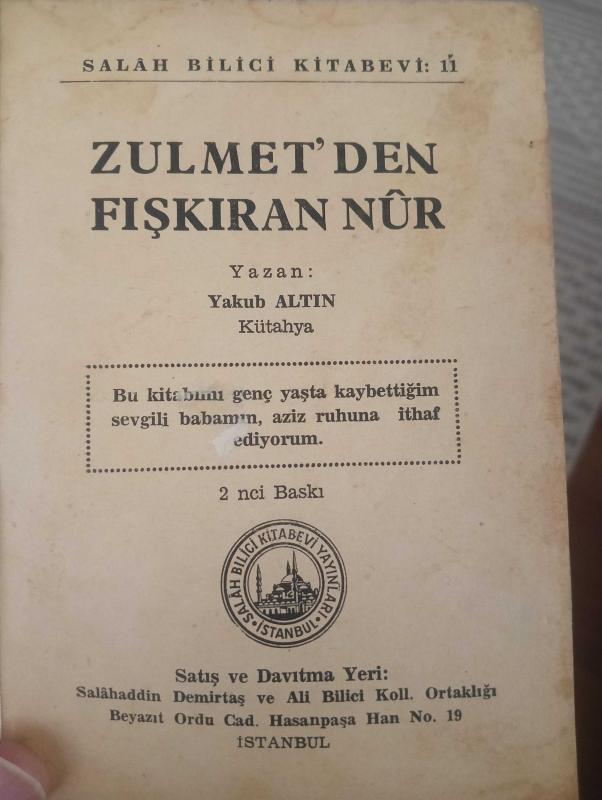 SALÂH BİLİCİ KİTABEVİ: 11
ZULMET'DEN
FIŞKIRAN NÛR
Yazan:
Yakub ALTIN
Kütahya
Bu kitabımı genç yaşta kaybettiğim
sevgili babamın, aziz ruhuna ithaf
ediyorum.
2 nci Baskı
SALÂH BİLİCİ KİTABEVİ YAYINLARI
• İSTANBUL •
Satış ve Davıtma Yeri:
Salâhaddin Demirtaş ve Ali Bilici Koll. Ortaklığı
Beyazıt Ordu Cad. Hasanpaşa Han No. 19
İSTANBUL